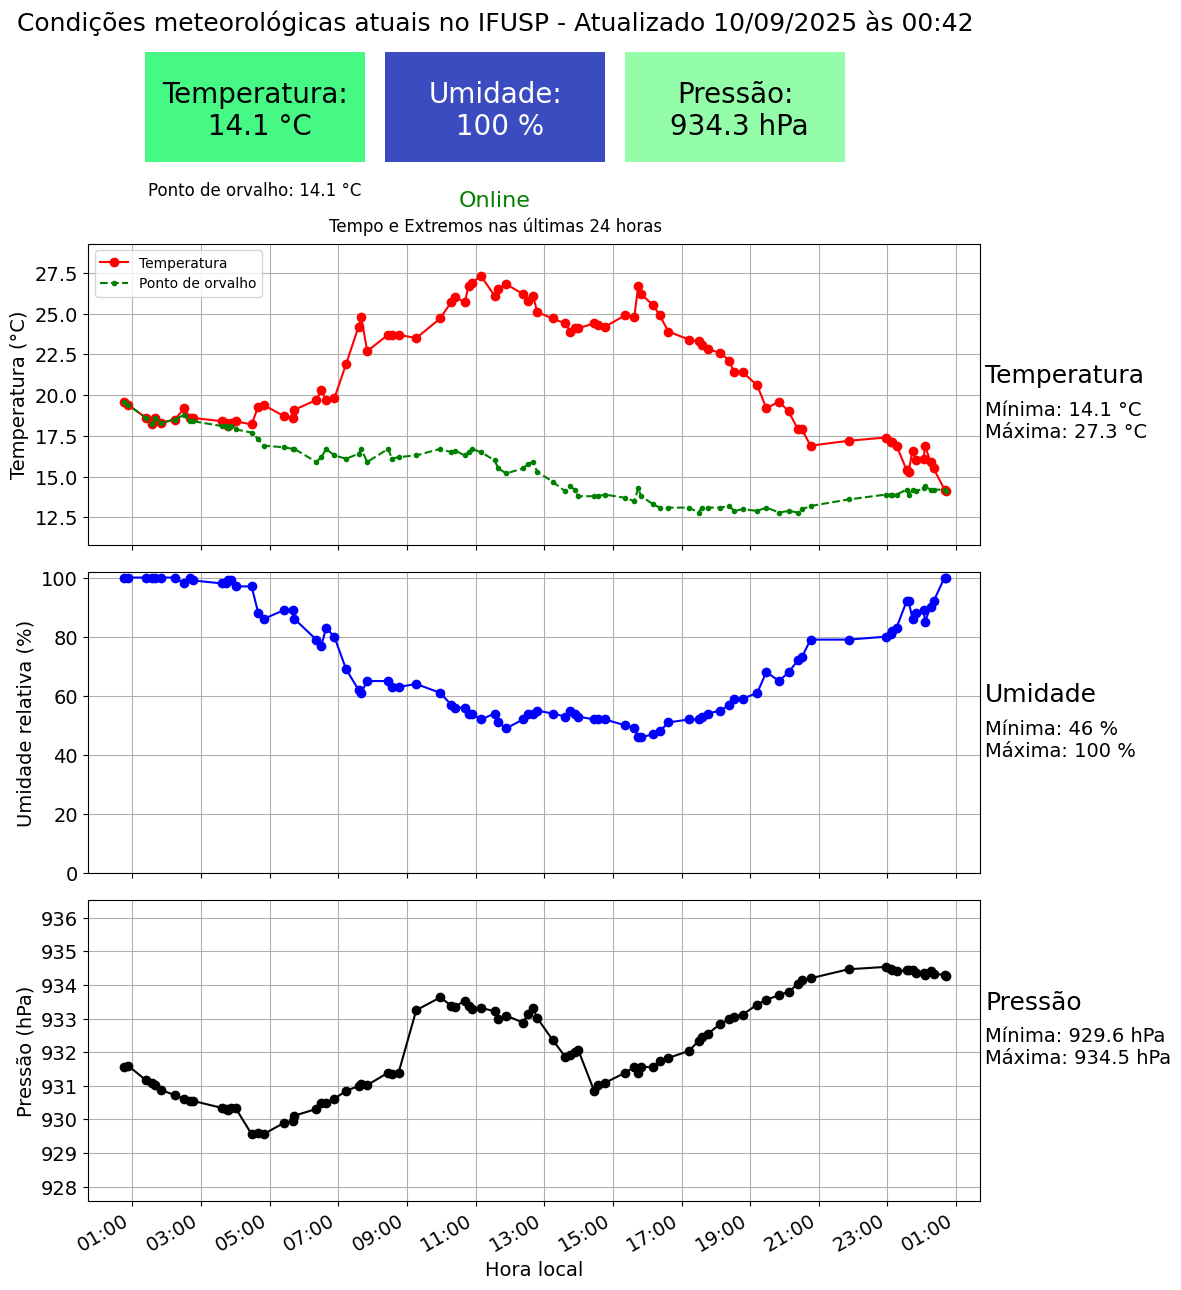 Condições meteorológicas atuais no IFUSP - Atualizado 10/09/2025 às 00:42
Temperatura:
14.1 °C
Umidade:
100 %
Pressão:
934.3 hPa
Ponto de orvalho: 14.1 °C
Online
Tempo e Extremos nas últimas 24 horas
Temperatura
Ponto de orvalho
Temperatura (°C)
27.5
25.0
22.5
20.0
17.5
15.0
12.5
Temperatura
Mínima: 14.1 °C
Máxima: 27.3 °C
Umidade relativa (%)
100
80
60
40
20
0
Umidade
Mínima: 46 %
Máxima: 100 %
Pressão (hPa)
936
935
934
933
932
931
930
929
928
Pressão
Mínima: 929.6 hPa
Máxima: 934.5 hPa
01:00 03:00 05:00 07:00 09:00 11:00 13:00 15:00 17:00 19:00 21:00 23:00 01:00
Hora local